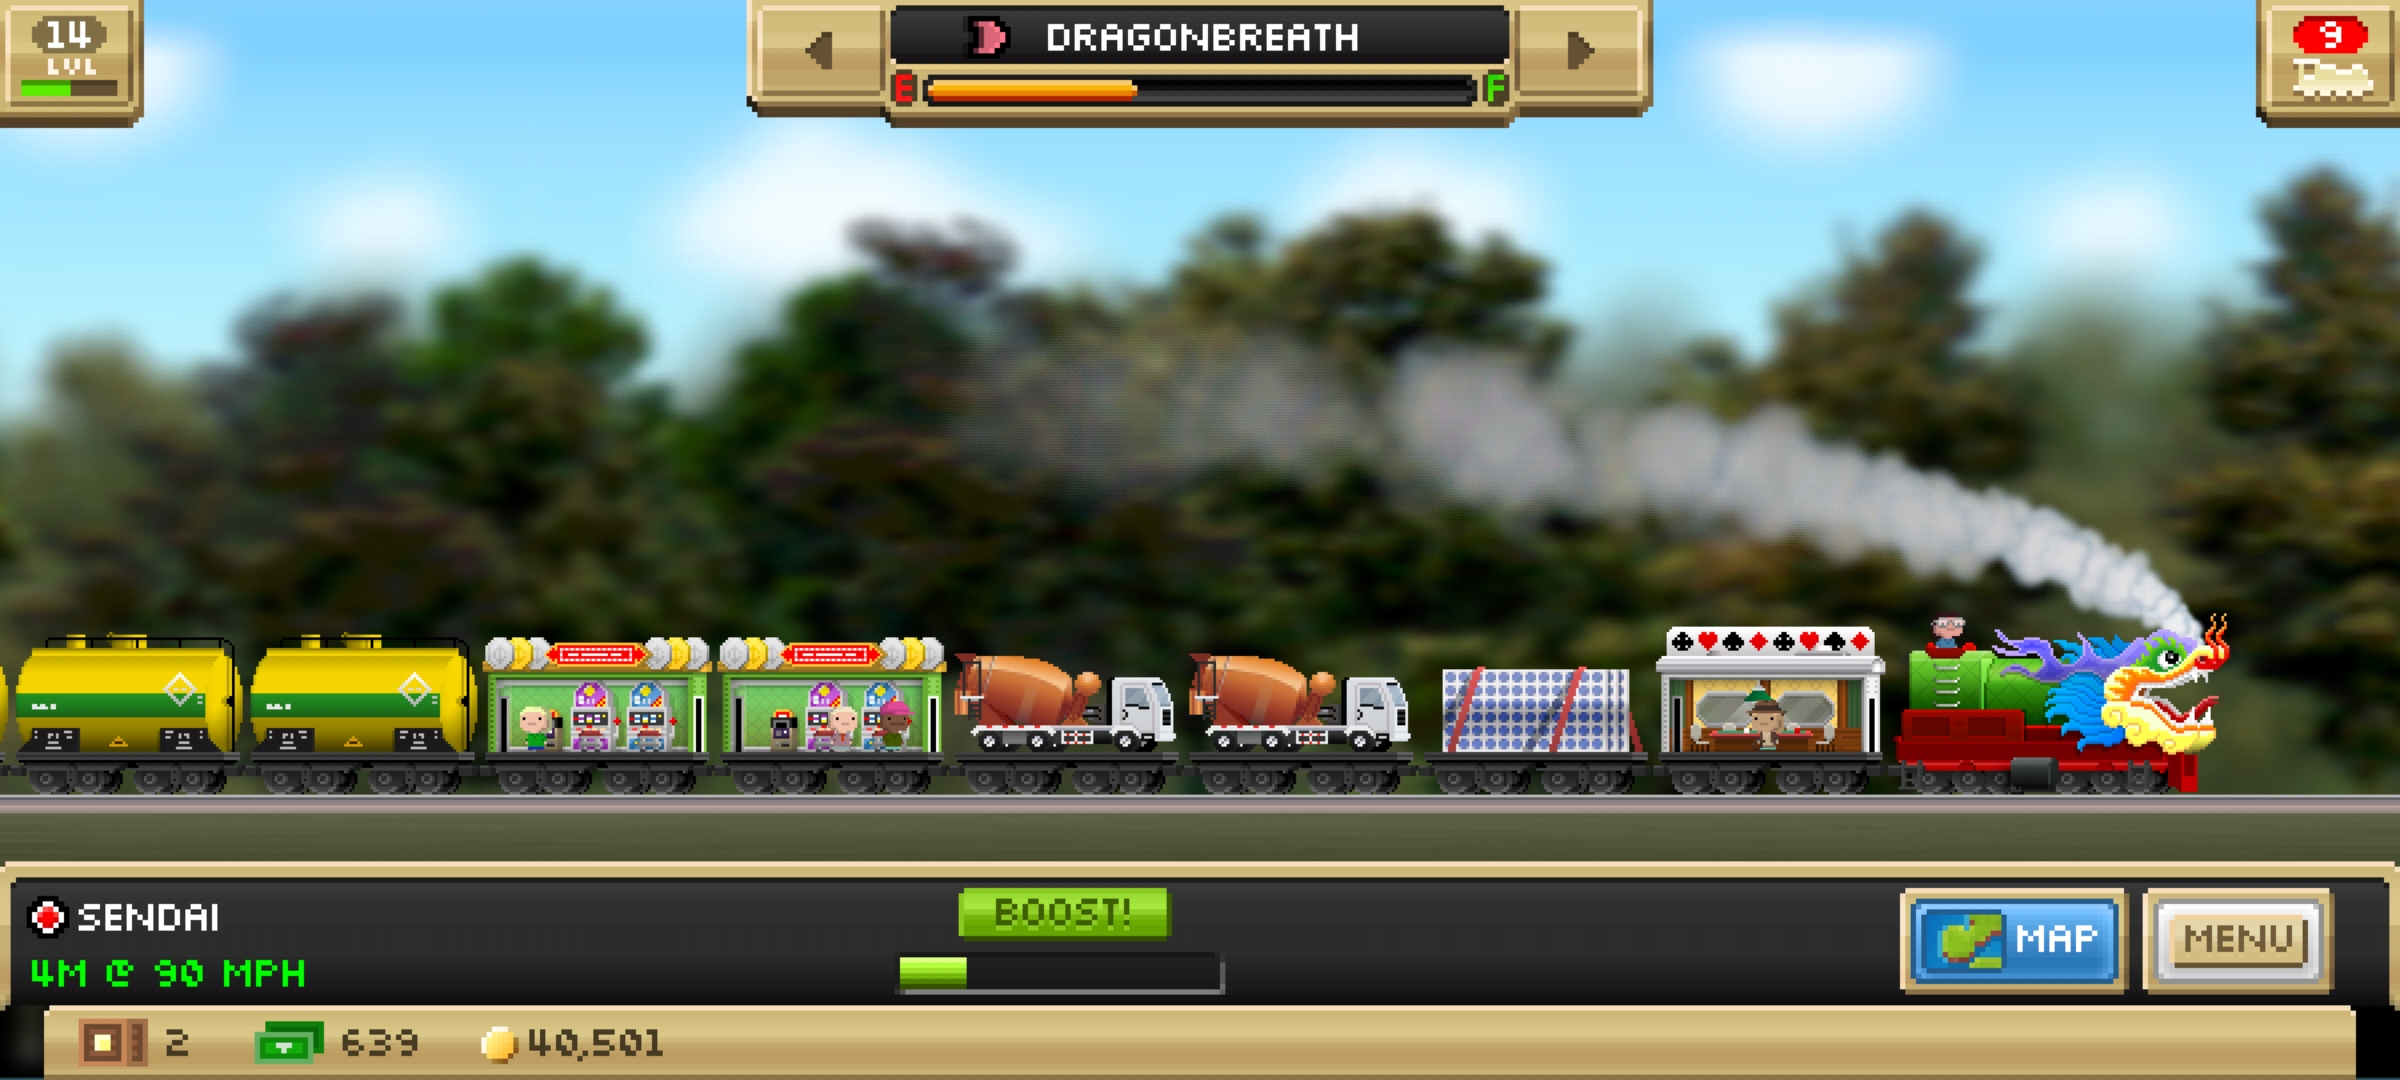 14
LVL
DRAGONBREATH
E
F
9
SENDAI
4M @ 90 MPH
BOOST!
MAP
MENU
2
639
40,501